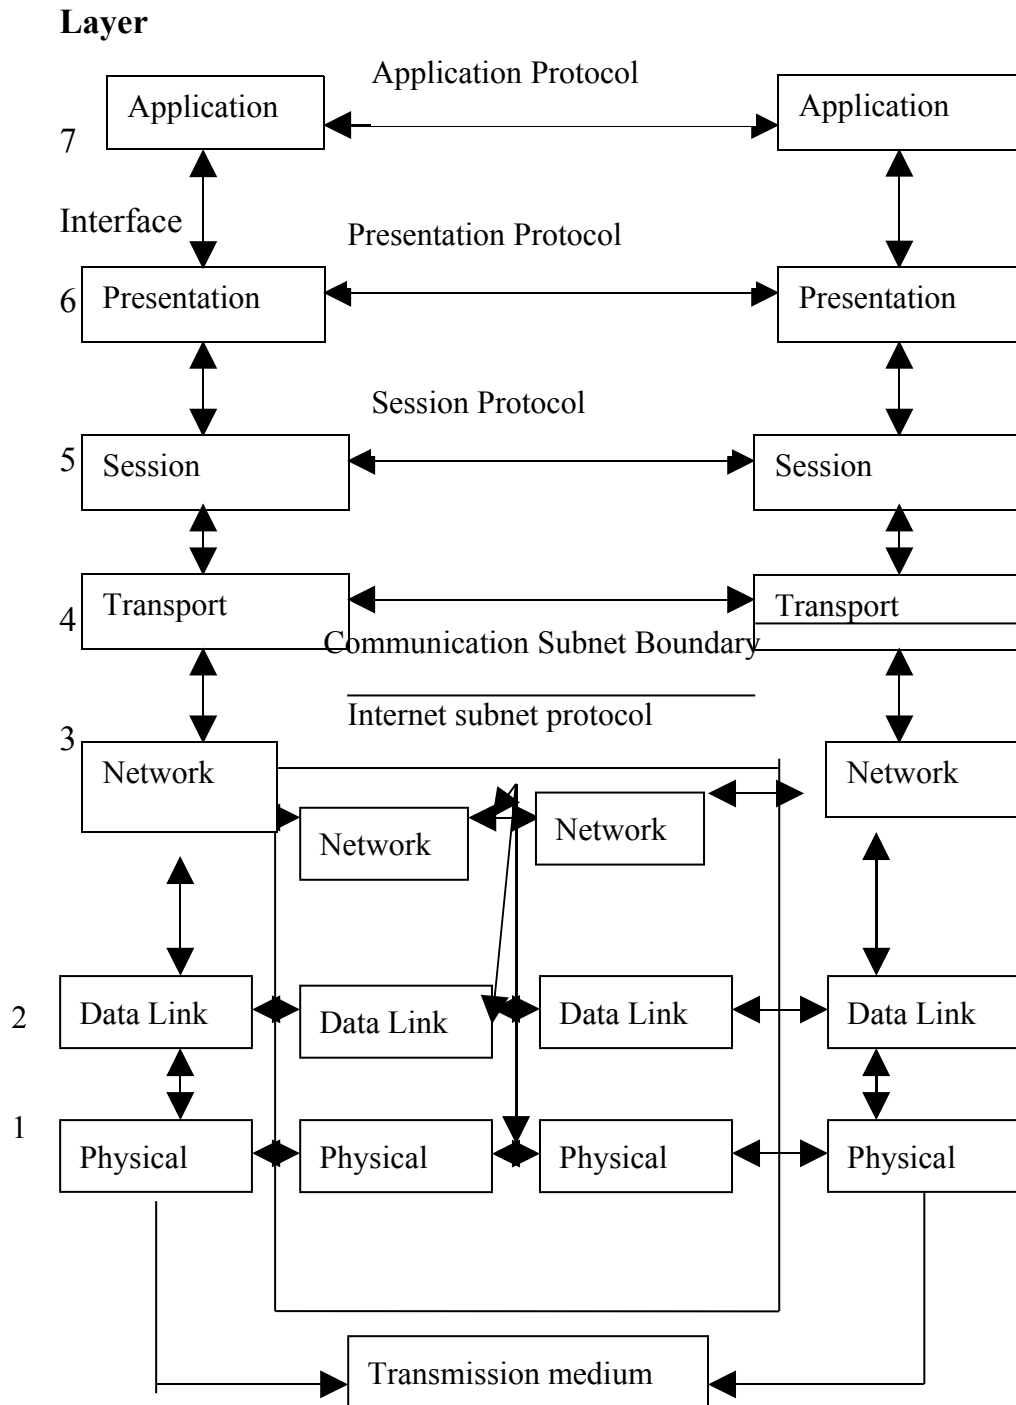 Layer
Application Protocol
Application
Application
7
Interface
Presentation Protocol
6
Presentation
Presentation
Session Protocol
5
Session
Session
4
Transport
Transport
Communication Subnet Boundary
Internet subnet protocol
3
Network
Network
Network
Network
2
Data Link
Data Link
Data Link
Data Link
1
Physical
Physical
Physical
Physical
Transmission medium